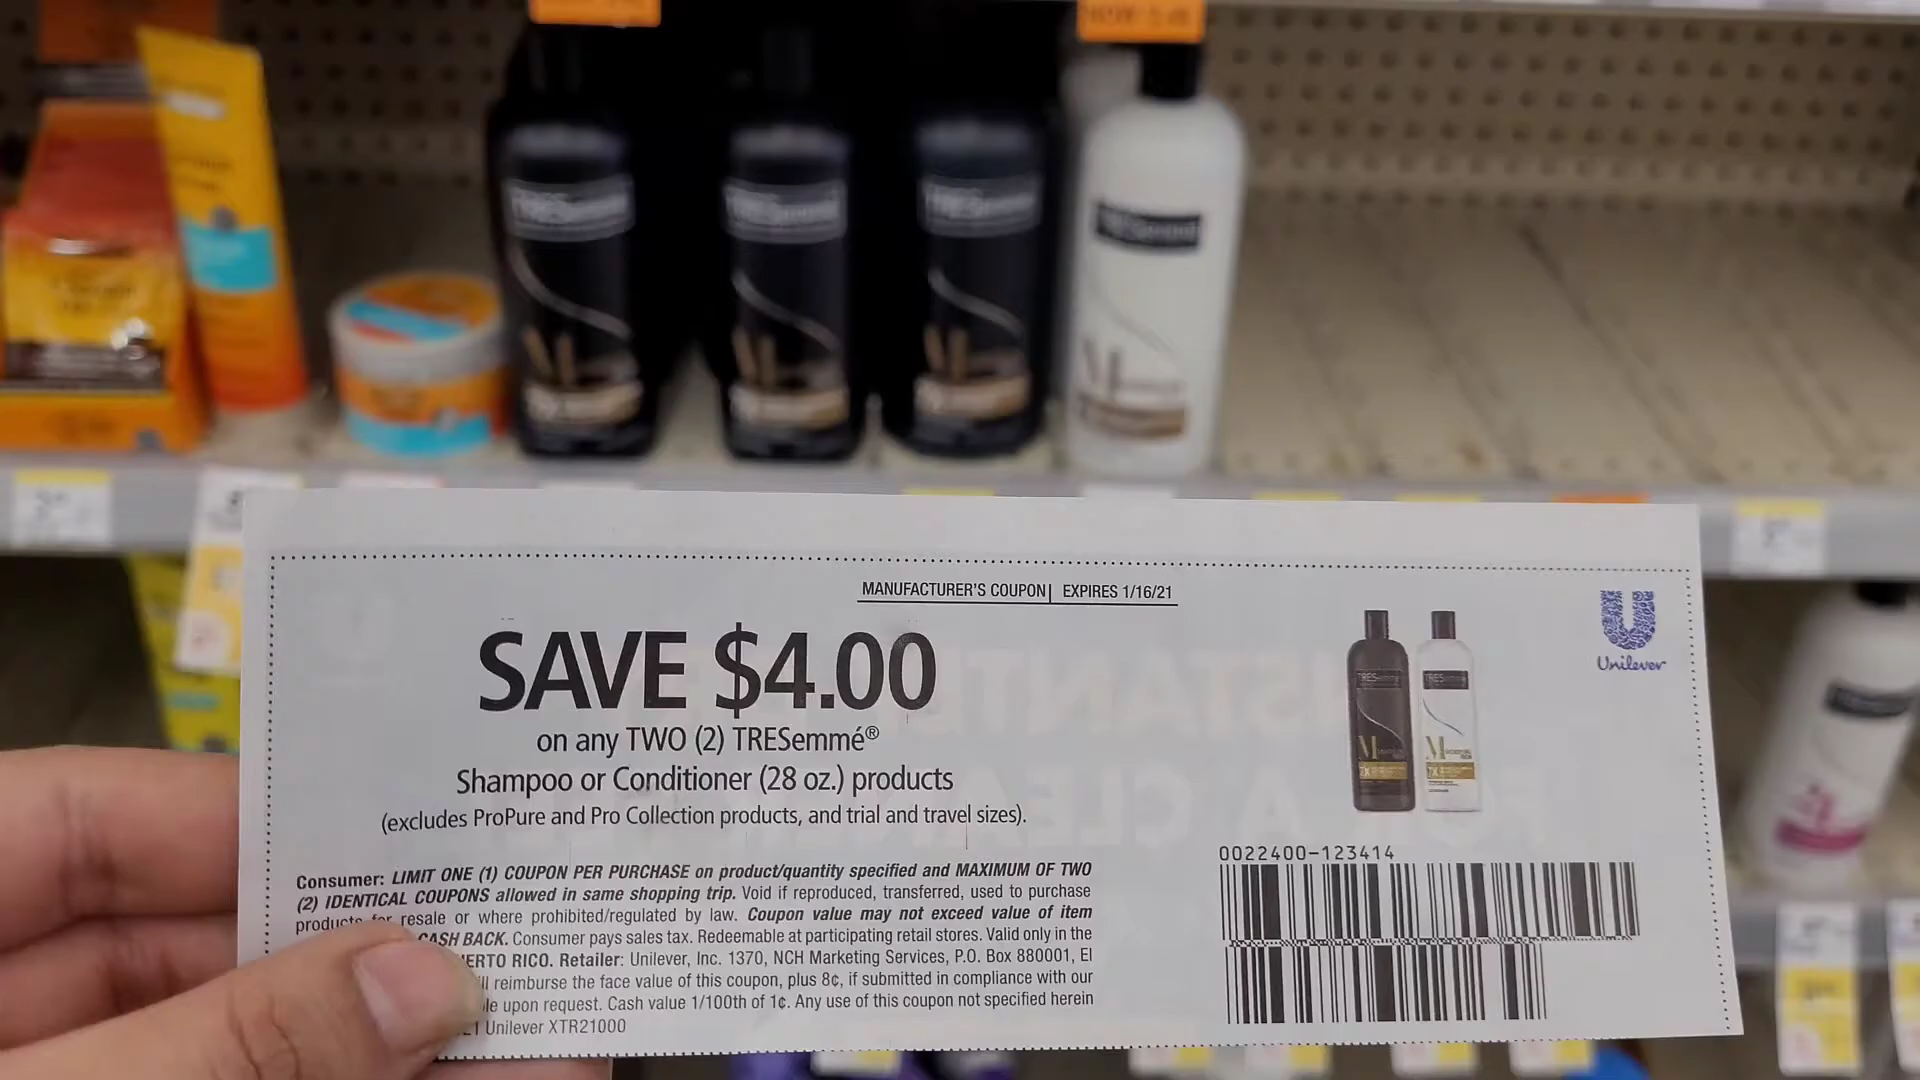 TRESemmé
TRESemmé
TRESemmé
TRESemmé
MANUFACTURER'S COUPON | EXPIRES 1/16/21
Unilever
SAVE $4.00
on any TWO (2) TRESemmé®
Shampoo or Conditioner (28 oz.) products
(excludes ProPure and Pro Collection products, and trial and travel sizes).
0022400-123414
Consumer: LIMIT ONE (1) COUPON PER PURCHASE on product/quantity specified and MAXIMUM OF TWO
(2) IDENTICAL COUPONS allowed in same shopping trip. Void if reproduced, transferred, used to purchase
products for resale or where prohibited/regulated by law. Coupon value may not exceed value of item
CASH BACK. Consumer pays sales tax. Redeemable at participating retail stores. Valid only in the
RICO. Retailer: Unilever, Inc. 1370, NCH Marketing Services, P.O. Box 880001, El
reimburse the face value of this coupon, plus 8¢, if submitted in compliance with our
upon request. Cash value 1/100th of 1¢. Any use of this coupon not specified herein
Unilever XTR21000